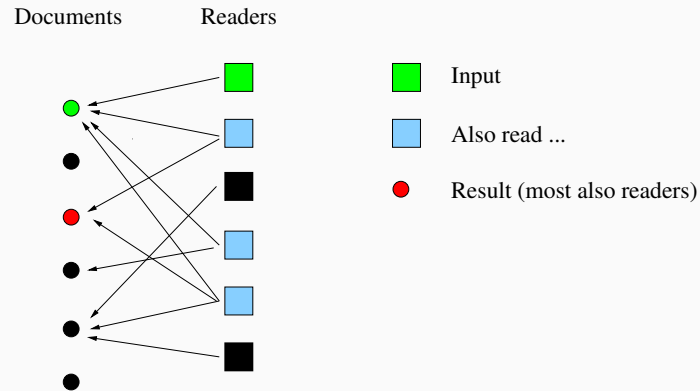 Documents
Readers
Input
Also read ...
Result (most also readers)